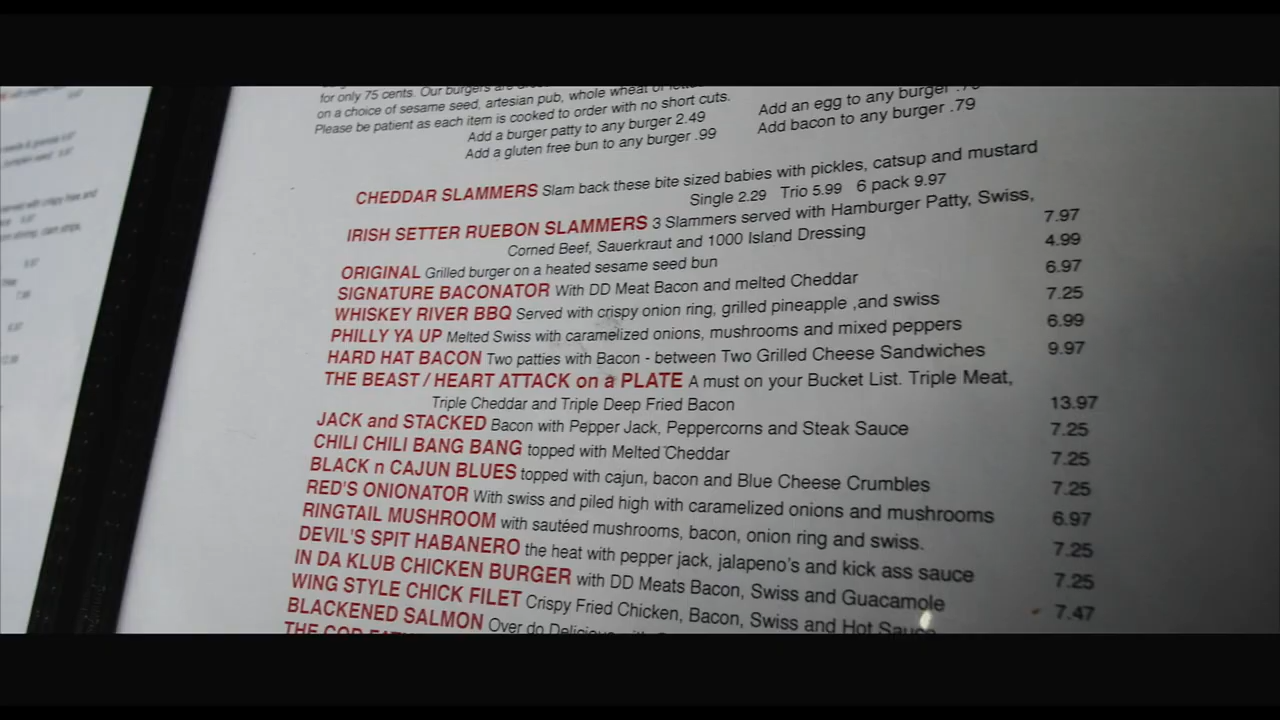 for only 75 cents. Our burgers are
on a choice of sesame seed, artesian pub, whole wheat or
Please be patient as each item is cooked to order with no short cuts.
Add a burger patty to any burger 2.49 Add an egg to any burger
Add a gluten free bun to any burger .99 Add bacon to any burger .79
CHEDDAR SLAMMERS Slam back these bite sized babies with pickles, catsup and mustard
Single 2.29 Trio 5.99 6 pack 9.97
IRISH SETTER RUEBON SLAMMERS 3 Slammers served with Hamburger Patty, Swiss,
Corned Beef, Sauerkraut and 1000 Island Dressing 7.97
ORIGINAL Grilled burger on a heated sesame seed bun 4.99
SIGNATURE BACONATOR With DD Meat Bacon and melted Cheddar 6.97
WHISKEY RIVER BBQ Served with crispy onion ring, grilled pineapple ,and swiss 7.25
PHILLY YA UP Melted Swiss with caramelized onions, mushrooms and mixed peppers 6.99
HARD HAT BACON Two patties with Bacon - between Two Grilled Cheese Sandwiches 9.97
THE BEAST / HEART ATTACK on a PLATE A must on your Bucket List. Triple Meat,
Triple Cheddar and Triple Deep Fried Bacon 13.97
JACK and STACKED Bacon with Pepper Jack, Peppercorns and Steak Sauce 7.25
CHILI CHILI BANG BANG topped with Melted Cheddar 7.25
BLACK n CAJUN BLUES topped with cajun, bacon and Blue Cheese Crumbles 7.25
RED'S ONIONATOR With swiss and piled high with caramelized onions and mushrooms 6.97
RINGTAIL MUSHROOM with sautéed mushrooms, bacon, onion ring and swiss. 7.25
DEVIL'S SPIT HABANERO the heat with pepper jack, jalapeno's and kick ass sauce 7.25
IN DA KLUB CHICKEN BURGER with DD Meats Bacon, Swiss and Guacamole 7.47
WING STYLE CHICK FILET Crispy Fried Chicken, Bacon, Swiss and Hot Sauce
BLACKENED SALMON Over do Delicious
THE